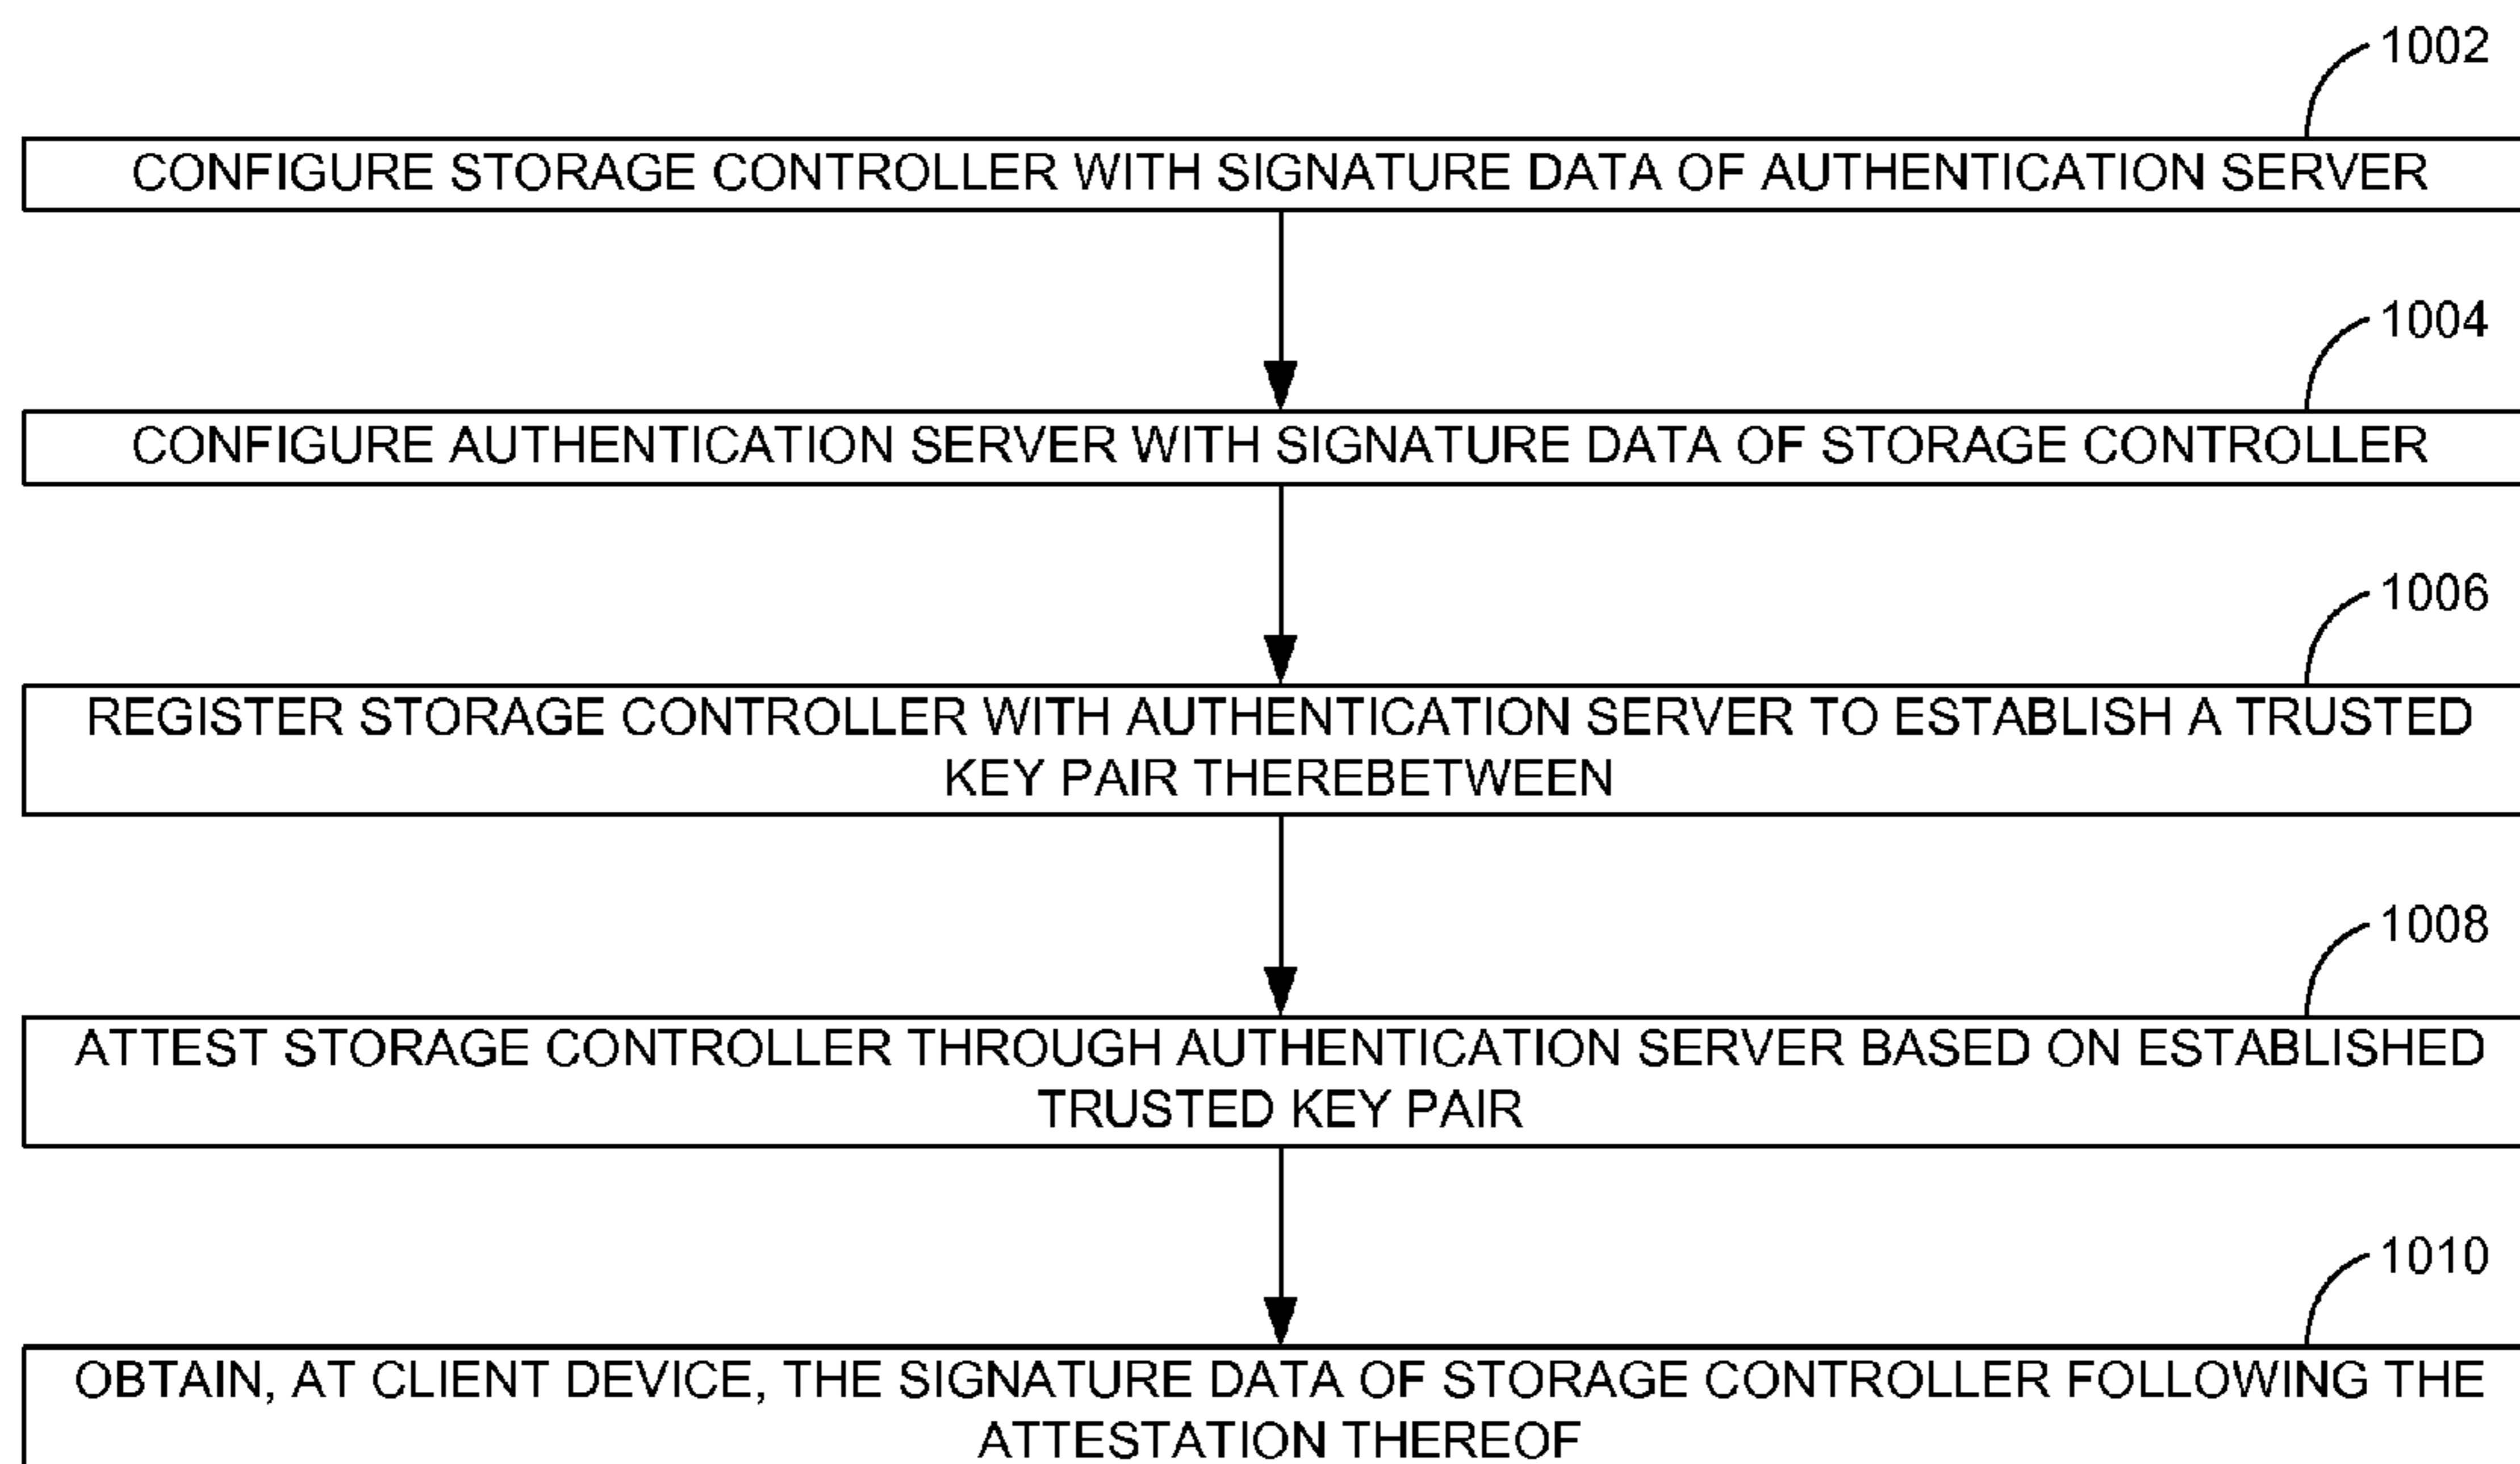 1002
CONFIGURE STORAGE CONTROLLER WITH SIGNATURE DATA OF AUTHENTICATION SERVER
1004
CONFIGURE AUTHENTICATION SERVER WITH SIGNATURE DATA OF STORAGE CONTROLLER
1006
REGISTER STORAGE CONTROLLER WITH AUTHENTICATION SERVER TO ESTABLISH A TRUSTED
KEY PAIR THEREBETWEEN
1008
ATTEST STORAGE CONTROLLER THROUGH AUTHENTICATION SERVER BASED ON ESTABLISHED
TRUSTED KEY PAIR
1010
OBTAIN, AT CLIENT DEVICE, THE SIGNATURE DATA OF STORAGE CONTROLLER FOLLOWING THE
ATTESTATION THEREOF